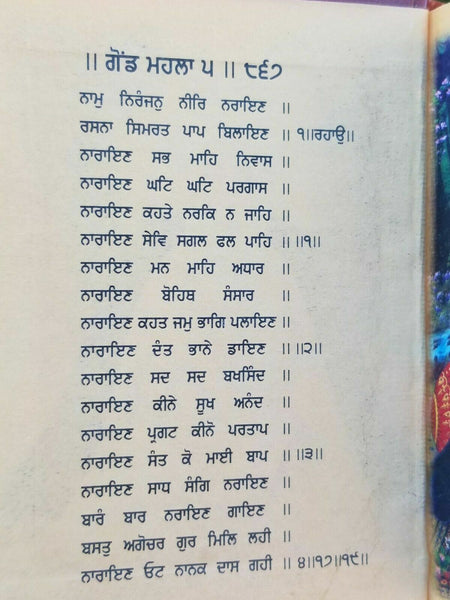 ॥ ਗੋਂਡ ਮਹਲਾ ੫ ॥ ੮੬੭
ਨਾਮੁ ਨਿਰੰਜਨੁ ਨੀਰਿ ਨਰਾਇਣ ॥
ਰਸਨਾ ਸਿਮਰਤ ਪਾਪ ਬਿਲਾਇਣ ॥ ੧॥ਰਹਾਉ॥
ਨਾਰਾਇਣ ਸਭ ਮਾਹਿ ਨਿਵਾਸ ॥
ਨਾਰਾਇਣ ਘਟਿ ਘਟਿ ਪਰਗਾਸ ॥
ਨਾਰਾਇਣ ਕਹਤੇ ਨਰਕਿ ਨ ਜਾਹਿ ॥
ਨਾਰਾਇਣ ਸੇਵਿ ਸਗਲ ਫਲ ਪਾਹਿ ॥ ॥੧॥
ਨਾਰਾਇਣ ਮਨ ਮਾਹਿ ਅਧਾਰ ॥
ਨਾਰਾਇਣ ਬੋਹਿਥ ਸੰਸਾਰ ॥
ਨਾਰਾਇਣ ਕਹਤ ਜਮੁ ਭਾਗਿ ਪਲਾਇਣ ॥
ਨਾਰਾਇਣ ਦੰਤ ਭਾਨੇ ਡਾਇਣ ॥ ॥੨॥
ਨਾਰਾਇਣ ਸਦ ਸਦ ਬਖਸਿੰਦ ॥
ਨਾਰਾਇਣ ਕੀਨੇ ਸੂਖ ਅਨੰਦ ॥
ਨਾਰਾਇਣ ਪ੍ਰਗਟ ਕੀਨੋ ਪਰਤਾਪ ॥
ਨਾਰਾਇਣ ਸੰਤ ਕੋ ਮਾਈ ਬਾਪ ॥ ॥੩॥
ਨਾਰਾਇਣ ਸਾਧ ਸੰਗਿ ਨਰਾਇਣ ॥
ਬਾਰੰ ਬਾਰ ਨਰਾਇਣ ਗਾਇਣ ॥
ਬਸਤੁ ਅਗੋਚਰ ਗੁਰ ਮਿਲਿ ਲਹੀ ॥
ਨਾਰਾਇਣ ਓਟ ਨਾਨਕ ਦਾਸ ਗਹੀ ॥ ੪॥੧੭॥੧੯॥